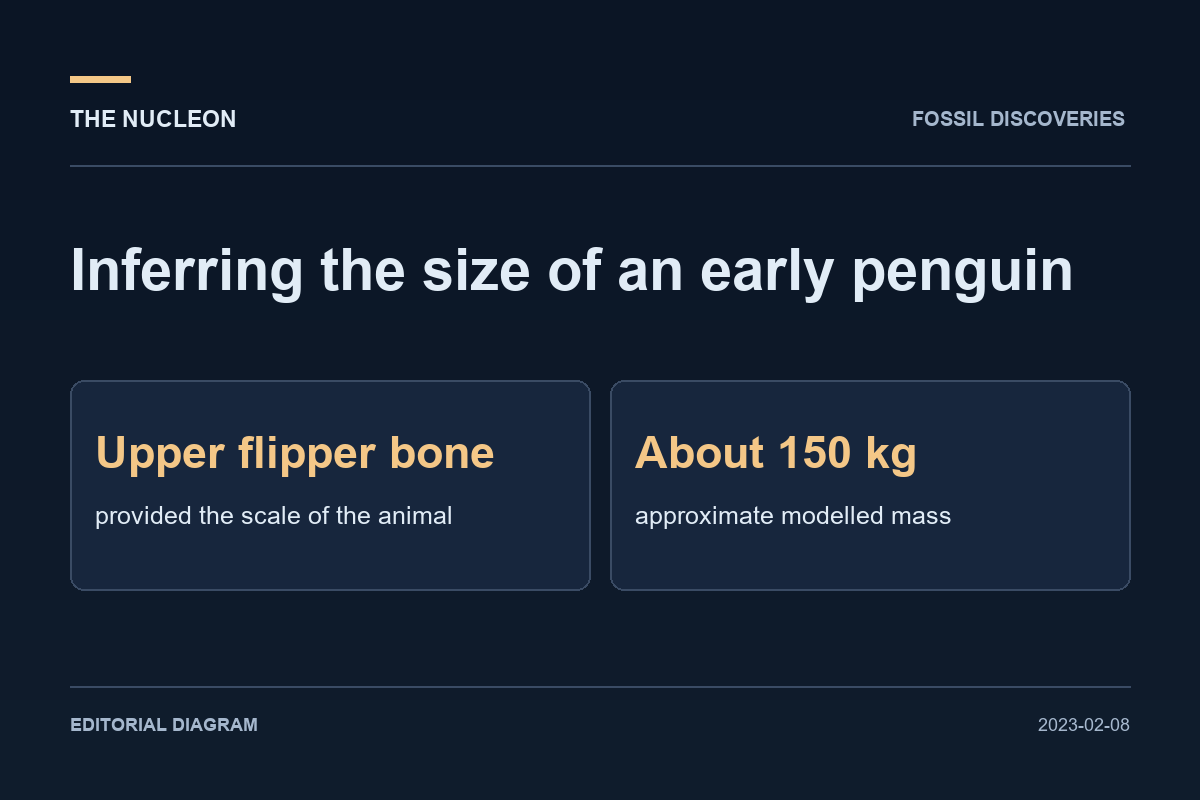 THE NUCLEON
FOSSIL DISCOVERIES
Inferring the size of an early penguin
Upper flipper bone
provided the scale of the animal
About 150 kg
approximate modelled mass
EDITORIAL DIAGRAM
2023-02-08